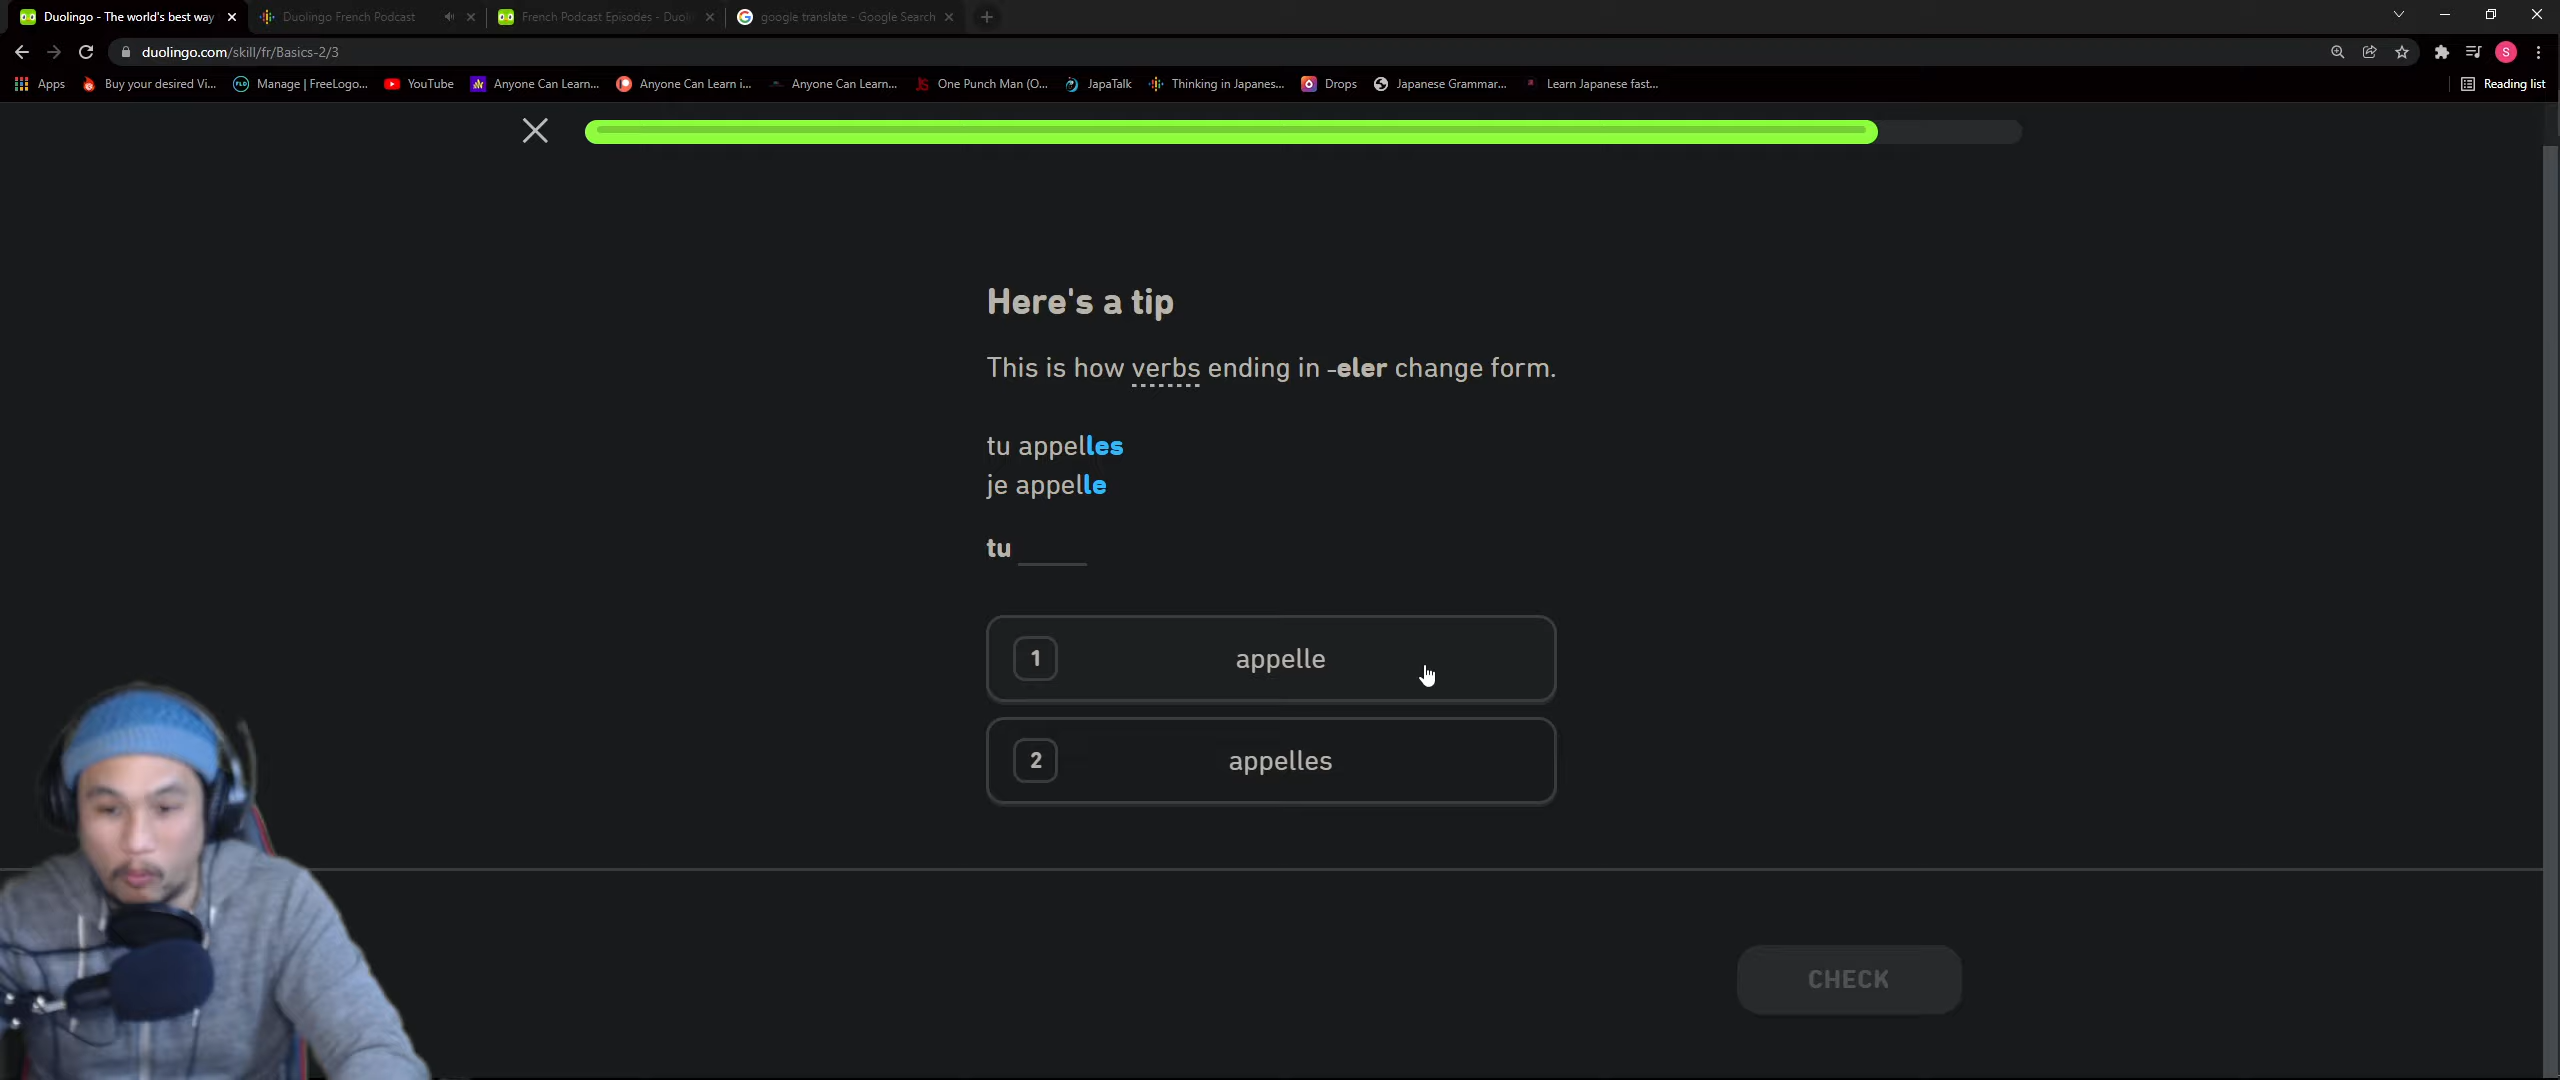 Duolingo - The world's best way
Duolingo French Podcast
French Podcast Episodes - Duol
google translate - Google Search
duolingo.com/skill/fr/Basics-2/3
S
Apps
Buy your desired Vi...
Manage | FreeLogo...
YouTube
Anyone Can Learn...
Anyone Can Learn i...
Anyone Can Learn...
One Punch Man (O...
JapaTalk
Thinking in Japanes...
Drops
Japanese Grammar...
Learn Japanese fast...
Reading list
Here's a tip
This is how verbs ending in -eler change form.
tu appelles
je appelle
tu _____
1 appelle
2 appelles
CHECK